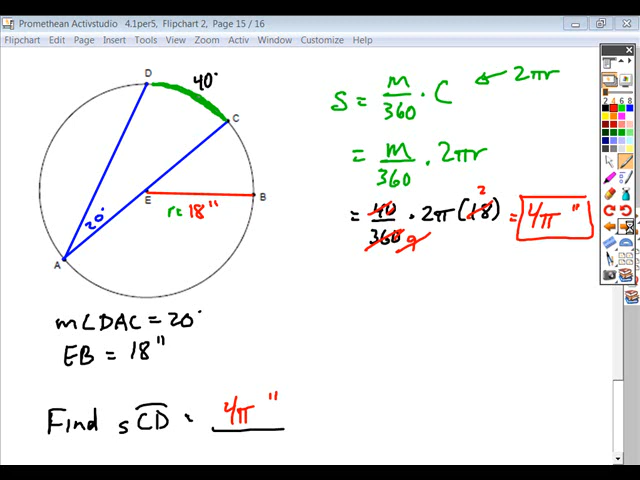 Promethean Activstudio 4.1per5, Flipchart 2, Page 15 / 16
Flipchart Edit Page Insert Tools View Zoom Activ Window Customize Help
D
40°
C
E
B
r = 18"
20°
A
S = m/360 · C ← 2πr
= m/360 · 2πr
= 40/360 · 2π(18) = 4π"
2
9
m∠DAC = 20°
EB = 18"
Find s CD = 4π"